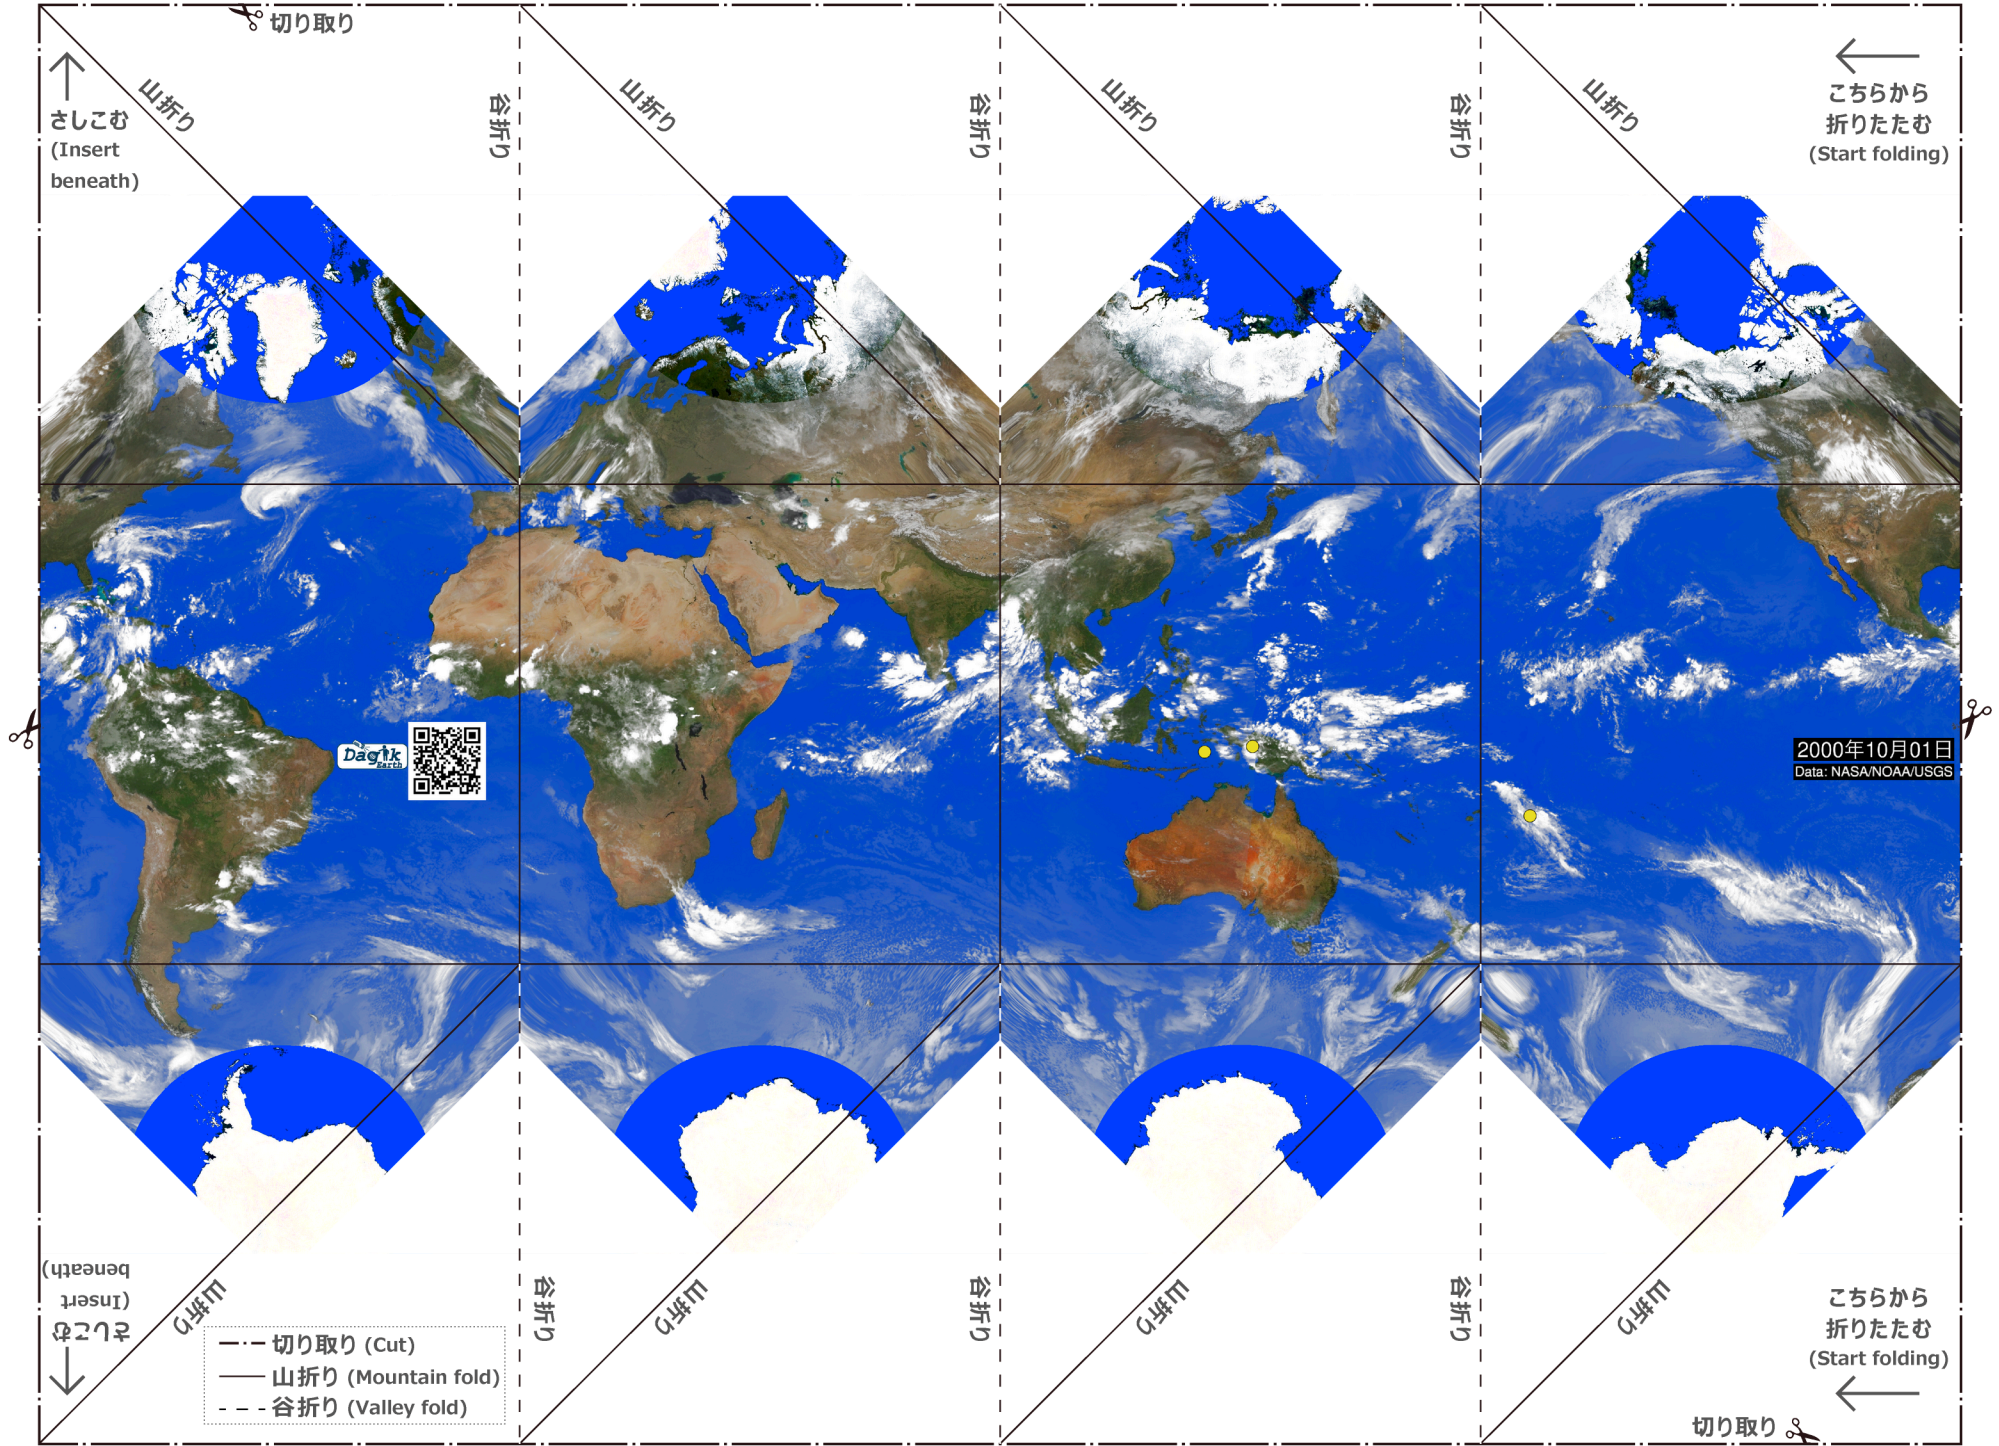 切り取り
山折り
山折り
山折り
山折り
谷折り
谷折り
谷折り
さしこむ
(Insert
beneath)
こちらから
折りたたむ
(Start folding)
Dagik
Earth
2000年10月01日
Data: NASA/NOAA/USGS
さしこむ
(Insert
beneath)
山折り
山折り
山折り
山折り
谷折り
谷折り
谷折り
こちらから
折りたたむ
(Start folding)
切り取り (Cut)
山折り (Mountain fold)
谷折り (Valley fold)
切り取り